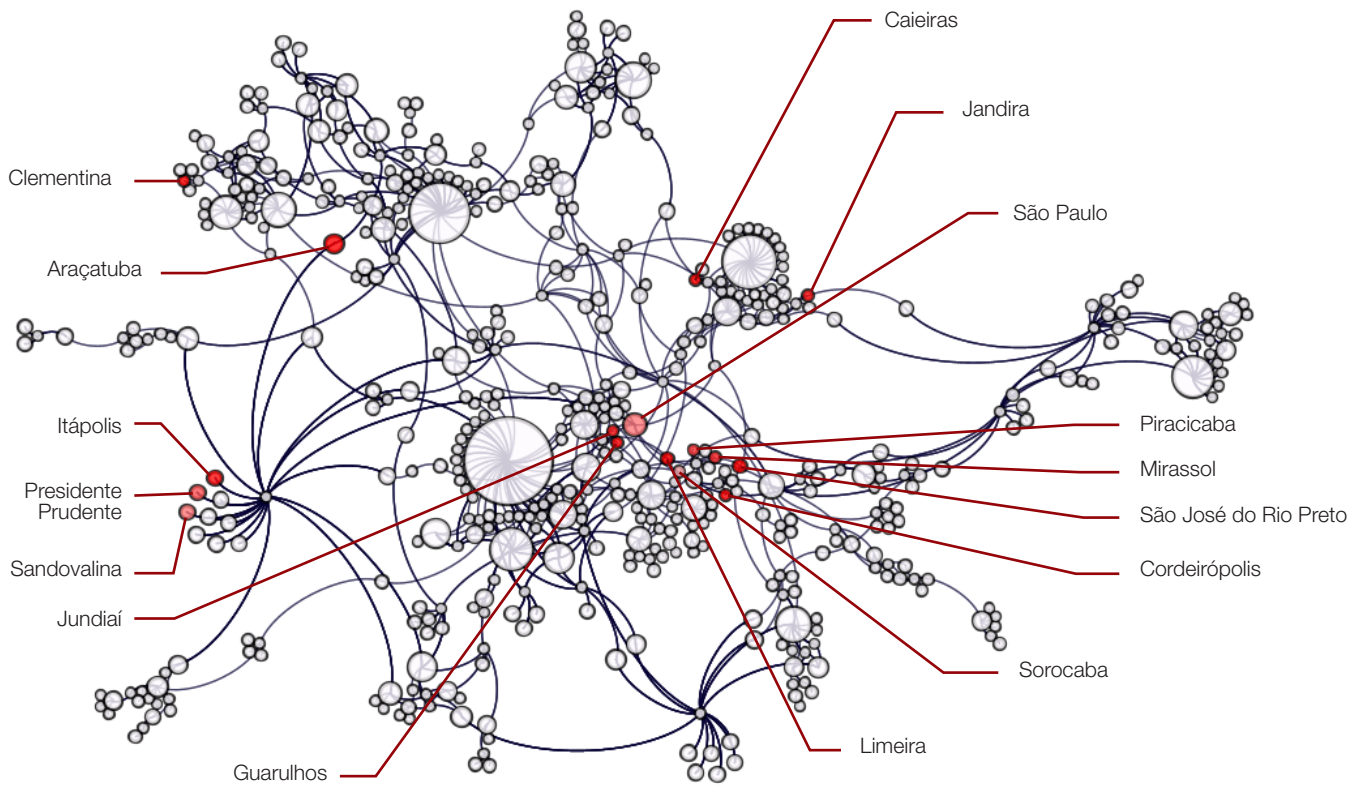 Caieiras
Jandira
Clementina
São Paulo
Araçatuba
Itápolis
Piracicaba
Mirassol
Presidente
Prudente
São José do Rio Preto
Sandovalina
Cordeirópolis
Jundiaí
Sorocaba
Limeira
Guarulhos